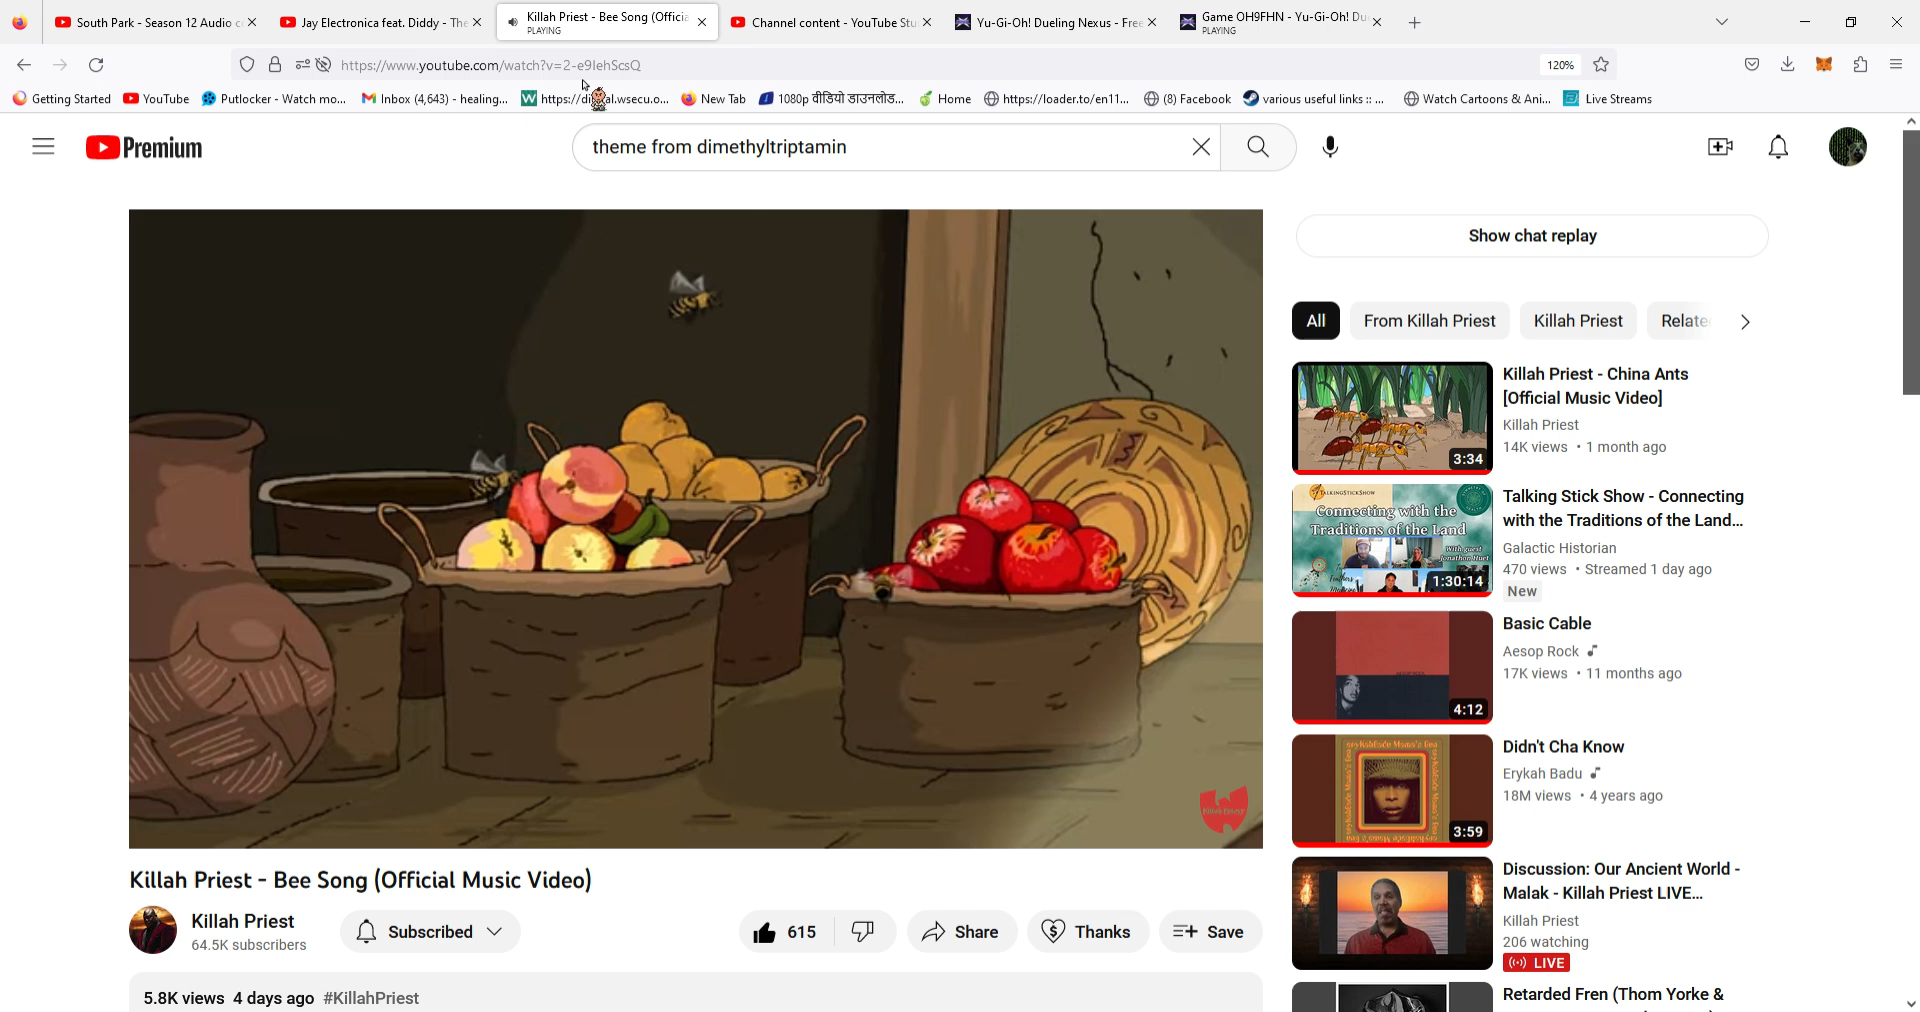 South Park - Season 12 Audio c
Jay Electronica feat. Diddy - The
Killah Priest - Bee Song (Officia
PLAYING
Channel content - YouTube Stu
Yu-Gi-Oh! Dueling Nexus - Free
Game OH9FHN - Yu-Gi-Oh! Du
PLAYING
https://www.youtube.com/watch?v=2-e9IehScsQ
120%
Getting Started
YouTube
Putlocker - Watch mo...
Inbox (4,643) - healing...
New Tab
1080p वीडियो डाउनलोड...
Home
https://loader.to/en11...
(8) Facebook
various useful links :: ...
Watch Cartoons & Ani...
Live Streams
Premium
theme from dimethyltriptamin
Killah Priest - Bee Song (Official Music Video)
Killah Priest
64.5K subscribers
Subscribed
615
Share
Thanks
Save
5.8K views 4 days ago #KillahPriest
Show chat replay
All
From Killah Priest
Killah Priest
Relate
3:34
Killah Priest - China Ants
[Official Music Video]
Killah Priest
14K views • 1 month ago
TALKINGSTICKSHOW
Connecting with the
Traditions of the Land
With guest
1:30:14
Talking Stick Show - Connecting
with the Traditions of the Land...
Galactic Historian
470 views • Streamed 1 day ago
New
4:12
Basic Cable
Aesop Rock
17K views • 11 months ago
3:59
Didn't Cha Know
Erykah Badu
18M views • 4 years ago
Discussion: Our Ancient World -
Malak - Killah Priest LIVE...
Killah Priest
206 watching
LIVE
Retarded Fren (Thom Yorke &